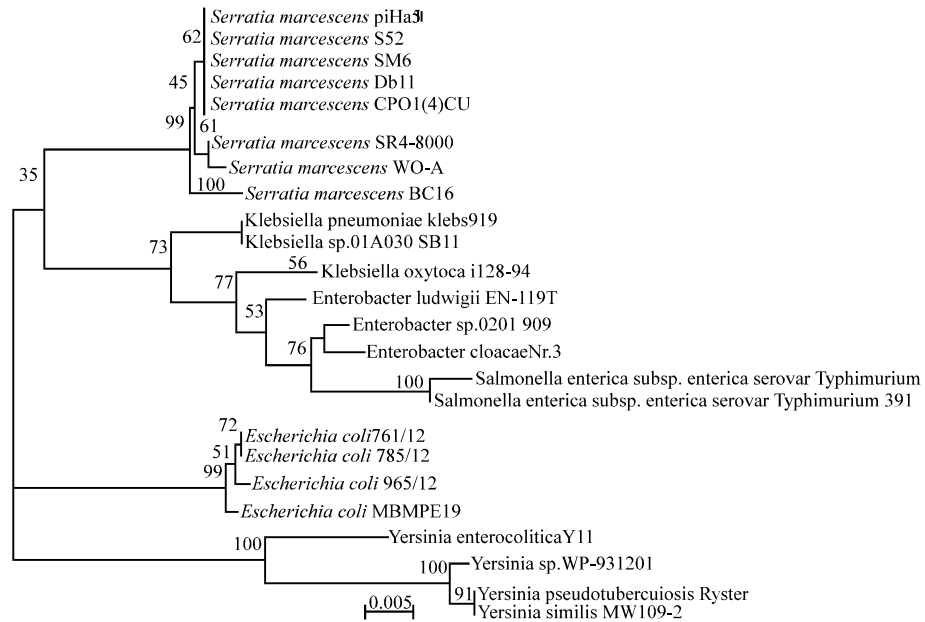 Serratia marcescens
62
Serratia marcescens S52
Serratia marcescens SM6
45
Serratia marcescens Db11
Serratia marcescens CPO1(4)CU
99
61
Serratia marcescens SR4-8000
35
Serratia marcescens WO-A
100
Serratia marcescens BC16
Klebsiella pneumoniae klebs919
73
Klebsiella sp.01A030 SB11
56
Klebsiella oxytoca i128-94
77
Enterobacter ludwigii EN-119T
53
Enterobacter sp.0201 909
76
Enterobacter cloacaeNr.3
100
Salmonella enterica subsp. enterica serovar Typhimurium
Salmonella enterica subsp. enterica serovar Typhimurium 391
72
Escherichia coli761/12
51
Escherichia coli 785/12
99
Escherichia coli 965/12
Escherichia coli MBMPE19
Yersinia enterocoliticaY11
100
Yersinia sp.WP-931201
100
91
Yersinia pseudotubercuiosis Ryster
0.005
Yersinia similis MW109-2